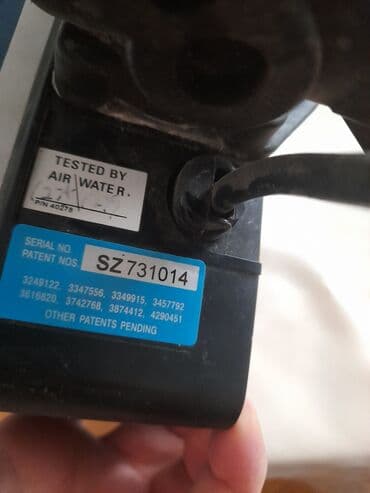 TESTED BY
AIR WATER.
P/N 40278
SERIAL NO.
PATENT NOS.
SZ731014
3249122, 3347556, 3349915, 3457792
3616820, 3742768, 3874412, 4290451
OTHER PATENTS PENDING